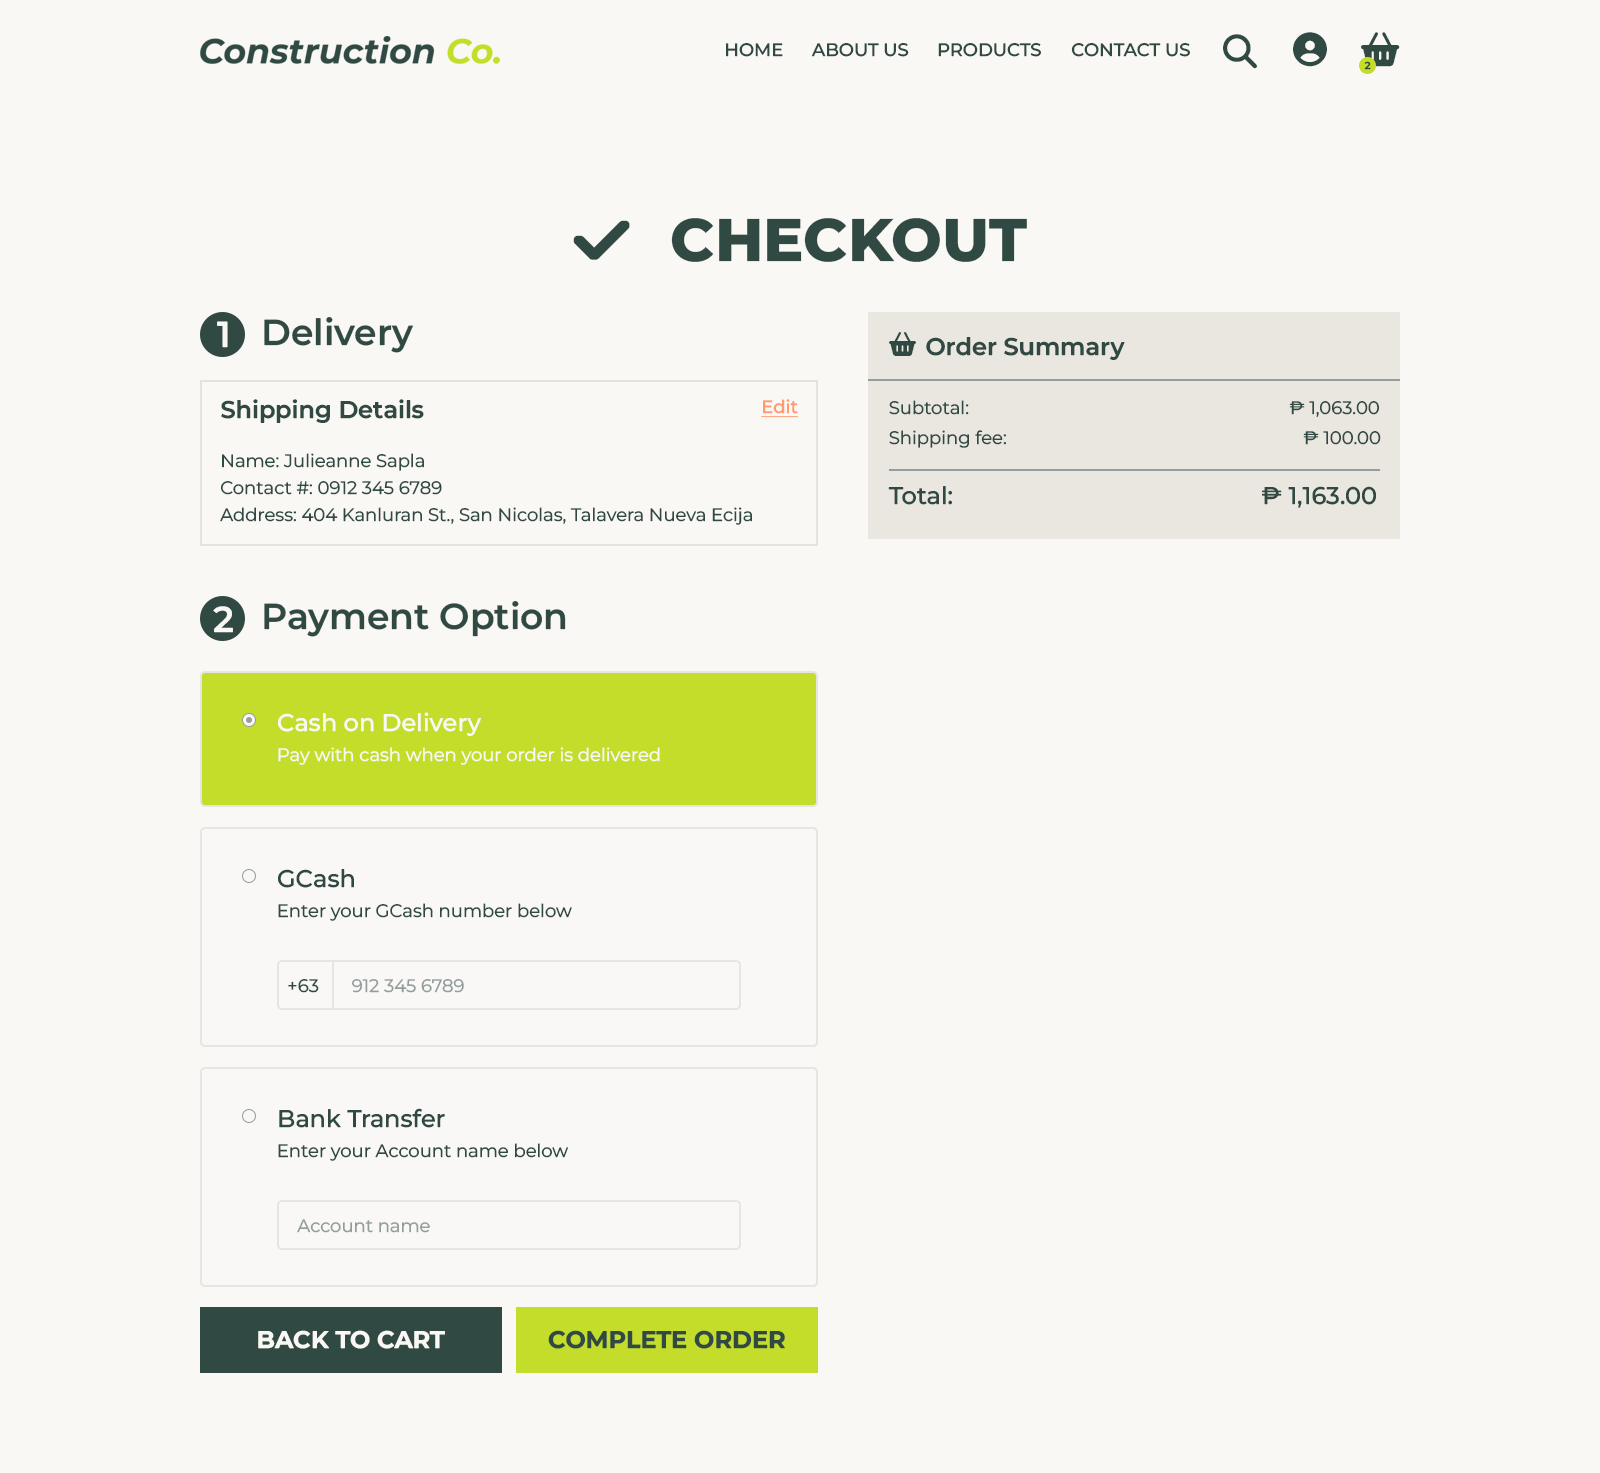 Construction Co.
HOME ABOUT US PRODUCTS CONTACT US
2
CHECKOUT
1 Delivery
Shipping Details Edit
Name: Julieanne Sapla
Contact #: 0912 345 6789
Address: 404 Kanluran St., San Nicolas, Talavera Nueva Ecija
Order Summary
Subtotal: ₱ 1,063.00
Shipping fee: ₱ 100.00
Total: ₱ 1,163.00
2 Payment Option
Cash on Delivery
Pay with cash when your order is delivered
GCash
Enter your GCash number below
+63 912 345 6789
Bank Transfer
Enter your Account name below
Account name
BACK TO CART COMPLETE ORDER